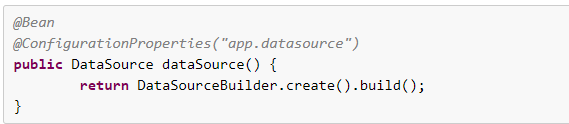 @Bean
@ConfigurationProperties("app.datasource")
public DataSource dataSource() {
        return DataSourceBuilder.create().build();
}